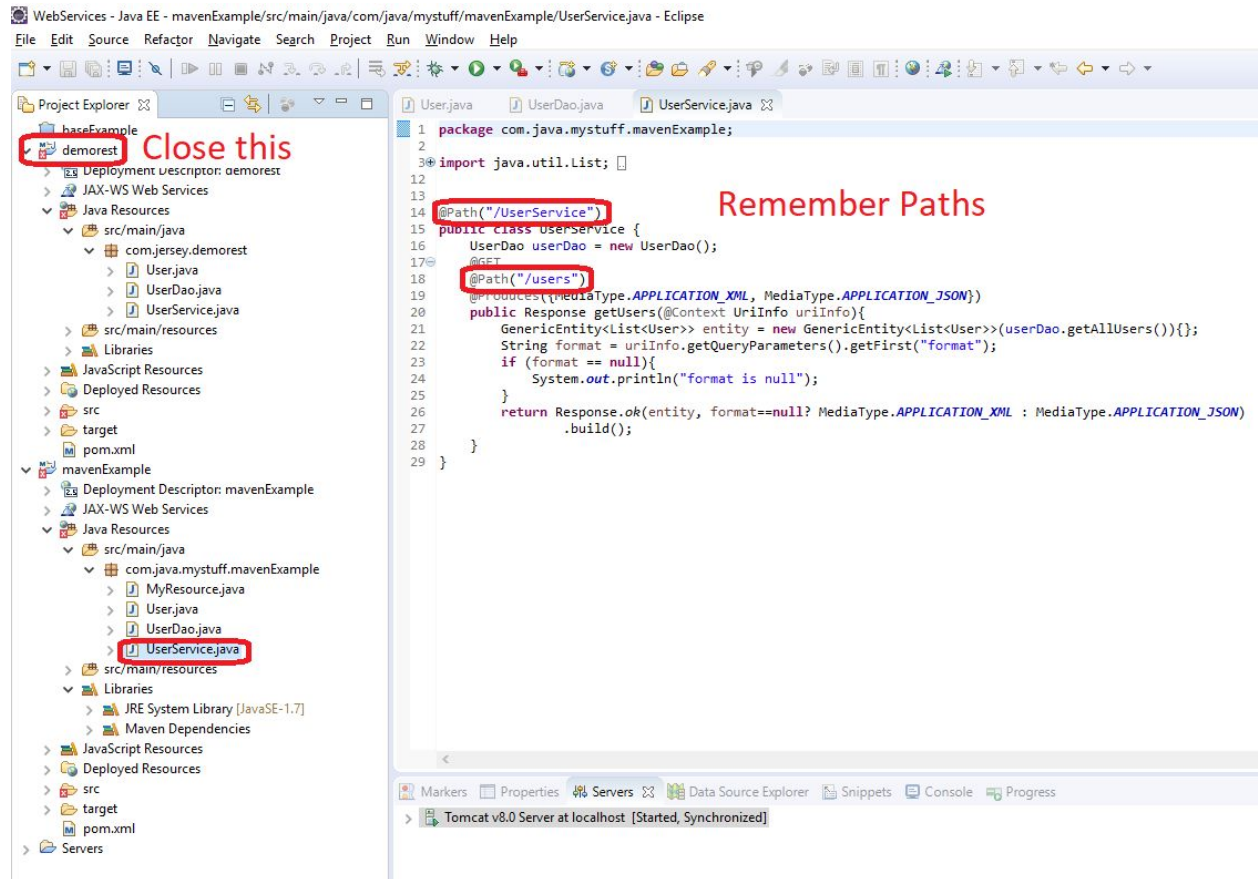 WebServices - Java EE - mavenExample/src/main/java/com/java/mystuff/mavenExample/UserService.java - Eclipse
File Edit Source Refactor Navigate Search Project Run Window Help
Project Explorer
baseExample
demorest
Close this
Deployment Descriptor: demorest
JAX-WS Web Services
Java Resources
src/main/java
com.jersey.demorest
User.java
UserDao.java
UserService.java
src/main/resources
Libraries
JavaScript Resources
Deployed Resources
src
target
pom.xml
mavenExample
Deployment Descriptor: mavenExample
JAX-WS Web Services
Java Resources
src/main/java
com.java.mystuff.mavenExample
MyResource.java
User.java
UserDao.java
UserService.java
src/main/resources
Libraries
JRE System Library [JavaSE-1.7]
Maven Dependencies
JavaScript Resources
Deployed Resources
src
target
pom.xml
Servers
User.java UserDao.java UserService.java
1 package com.java.mystuff.mavenExample;
2
3 import java.util.List;
12
13
14 @Path("/UserService")
Remember Paths
15 public class UserService {
16 UserDao userDao = new UserDao();
17 @GET
18 @Path("/users")
19 @Produces({MediaType.APPLICATION_XML, MediaType.APPLICATION_JSON})
20 public Response getUsers(@Context UriInfo uriInfo){
21 GenericEntity<List<User>> entity = new GenericEntity<List<User>>(userDao.getAllUsers()){};
22 String format = uriInfo.getQueryParameters().getFirst("format");
23 if (format == null){
24 System.out.println("format is null");
25 }
26 return Response.ok(entity, format==null? MediaType.APPLICATION_XML : MediaType.APPLICATION_JSON)
27 .build();
28 }
29 }
Markers Properties Servers Data Source Explorer Snippets Console Progress
Tomcat v8.0 Server at localhost [Started, Synchronized]